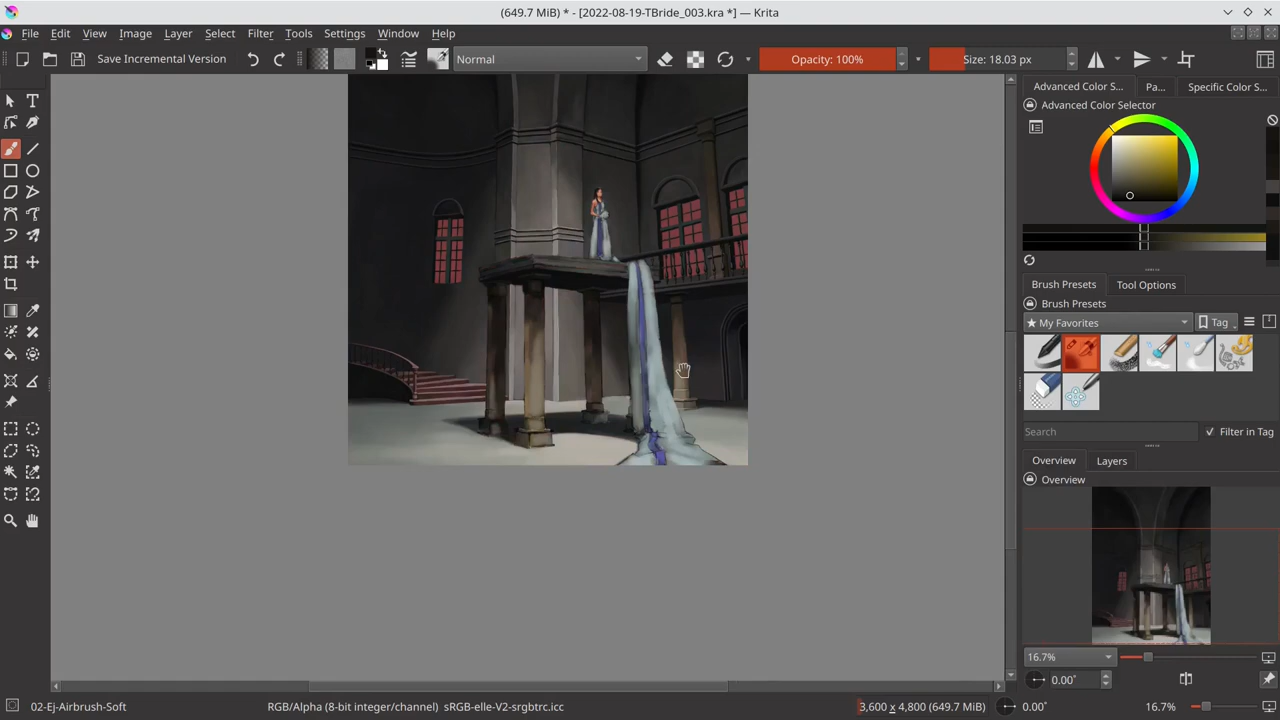 (649.7 MiB) * - [2022-08-19-TBride_003.kra *] — Krita
File Edit View Image Layer Select Filter Tools Settings Window Help
Save Incremental Version
Normal
Opacity: 100%
Size: 18.03 px
Advanced Color S... Pa... Specific Color S...
Advanced Color Selector
Brush Presets Tool Options
Brush Presets
★ My Favorites
Tag
Search
Filter in Tag
Overview Layers
Overview
16.7%
0.00°
02-Ej-Airbrush-Soft
RGB/Alpha (8-bit integer/channel) sRGB-elle-V2-srgbtrc.icc
3,600 x 4,800 (649.7 MiB)
0.00°
16.7%